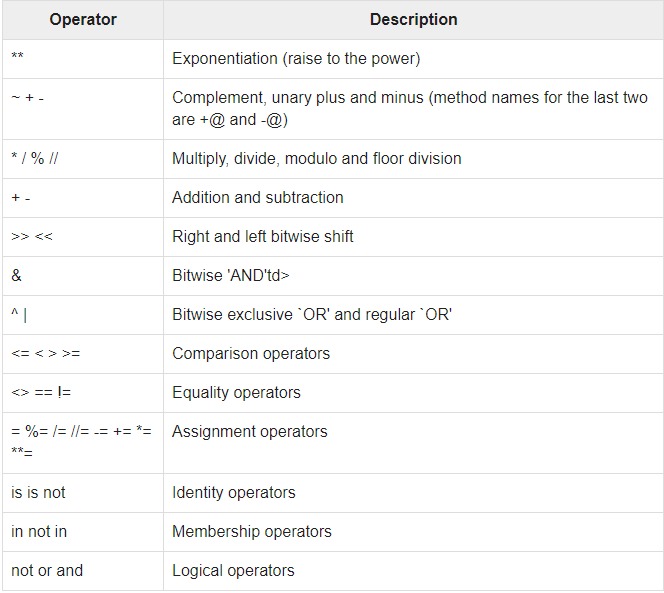 Operator Description
** Exponentiation (raise to the power)
~ + - Complement, unary plus and minus (method names for the last two
are +@ and -@)
* / % // Multiply, divide, modulo and floor division
+ - Addition and subtraction
>> << Right and left bitwise shift
& Bitwise 'AND'td>
^ | Bitwise exclusive `OR' and regular `OR'
<= < > >= Comparison operators
<> == != Equality operators
= %= /= //= -= += *= Assignment operators
**=
is is not Identity operators
in not in Membership operators
not or and Logical operators